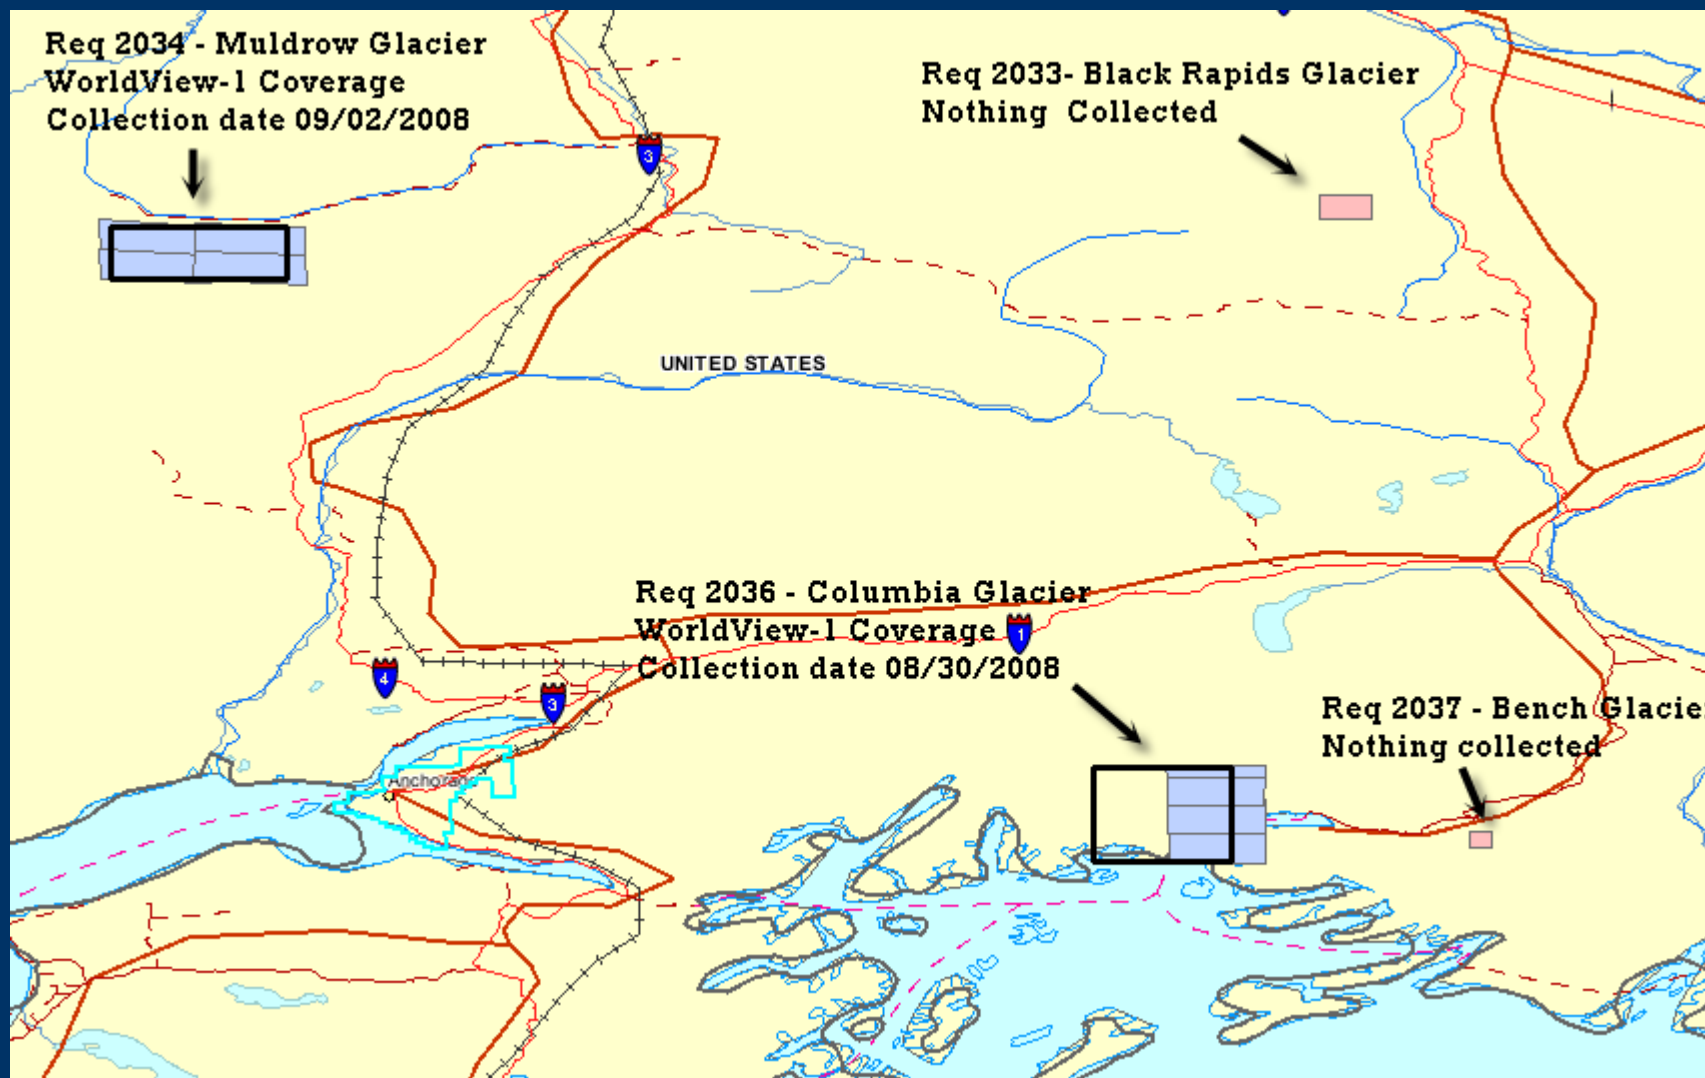 Req 2034 - Muldrow Glacier
WorldView-1 Coverage
Collection date 09/02/2008
Req 2033- Black Rapids Glacier
Nothing  Collected
3
UNITED STATES
Req 2036 - Columbia Glacier
WorldView-1 Coverage
1
Collection date 08/30/2008
4
3
Req 2037 - Bench Glacie
Nothing collected
Anchorage